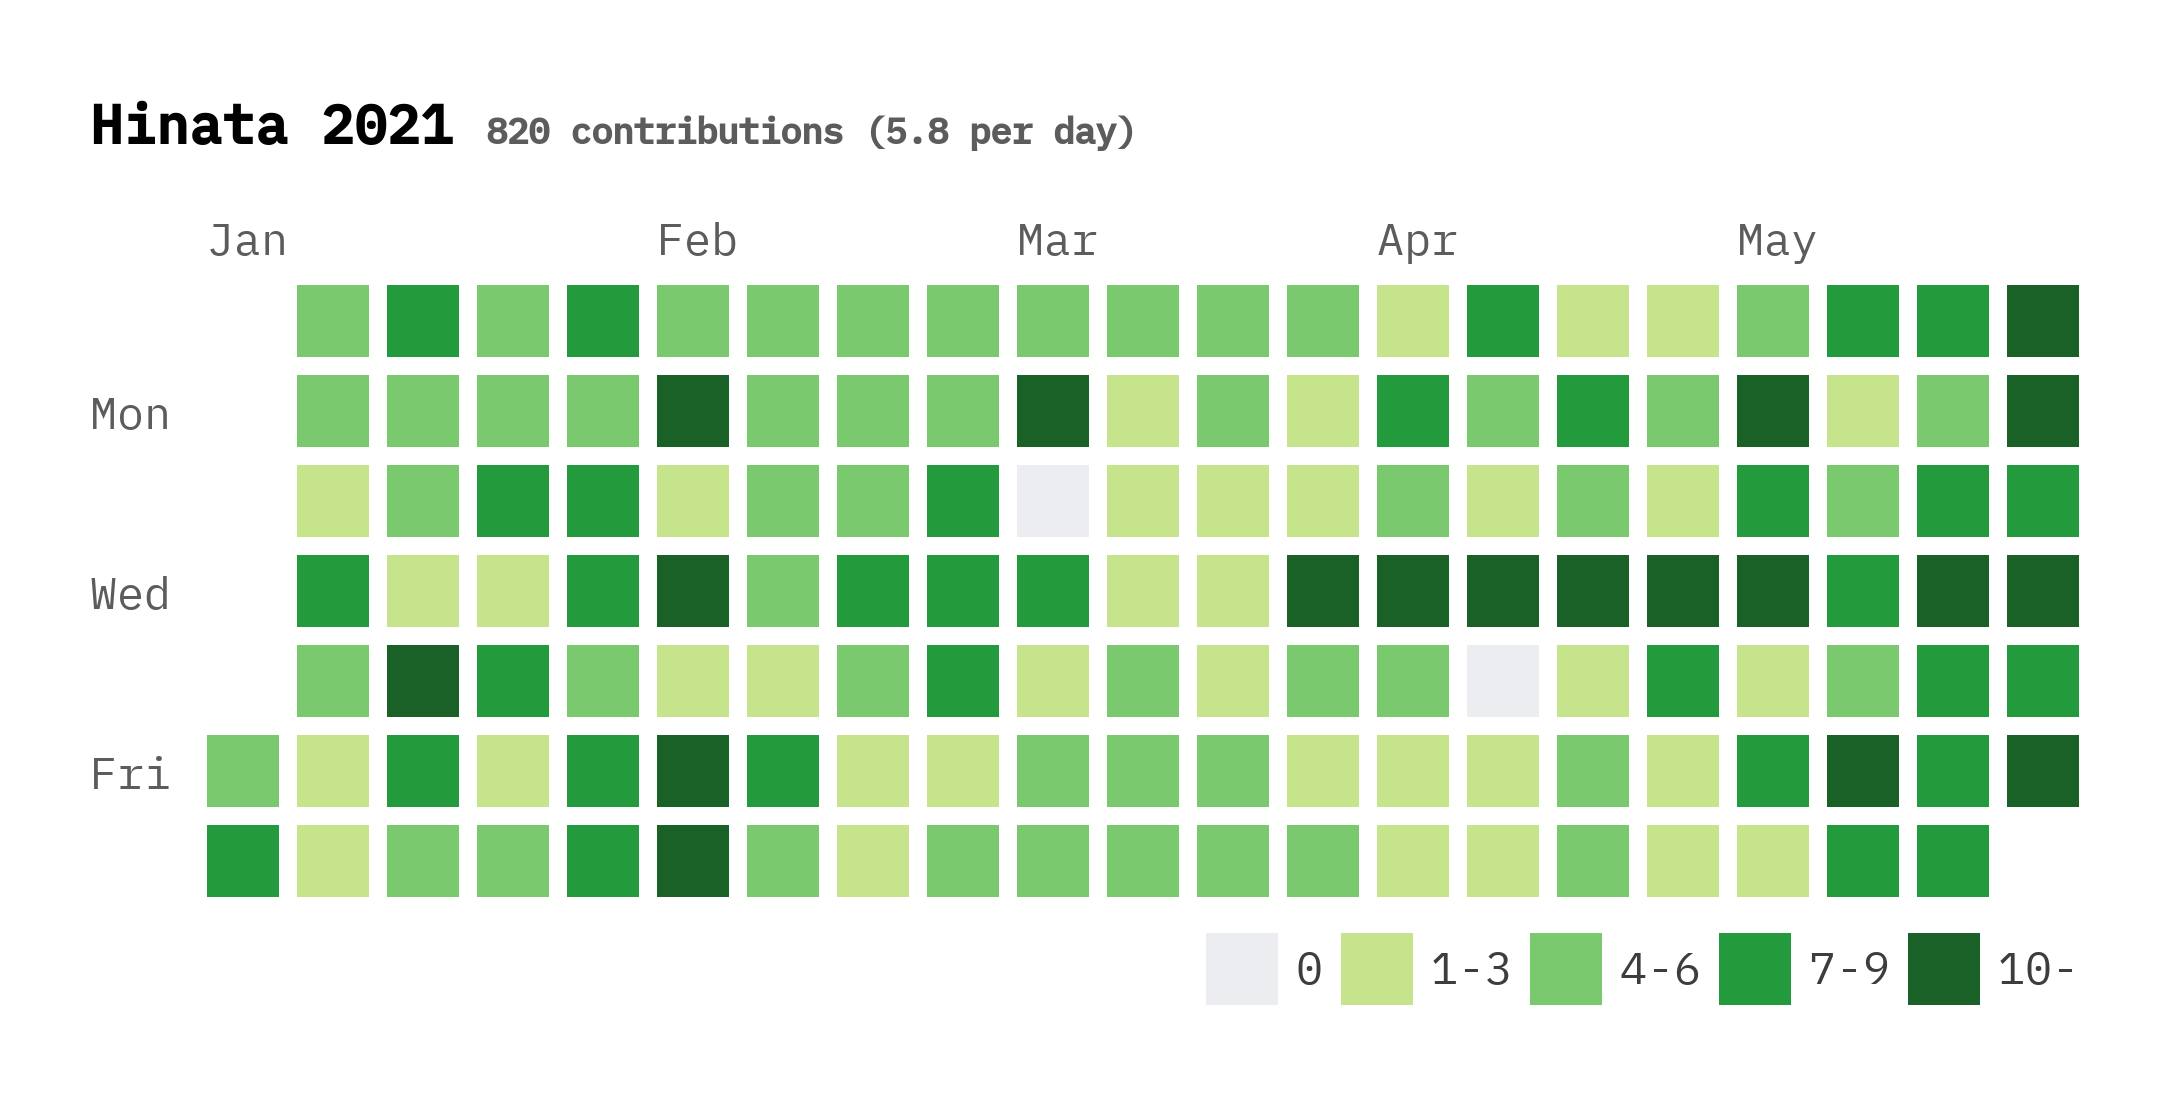 Hinata 2021 820 contributions (5.8 per day)
Jan Feb Mar Apr May
Mon
Wed
Fri
0 1-3 4-6 7-9 10-